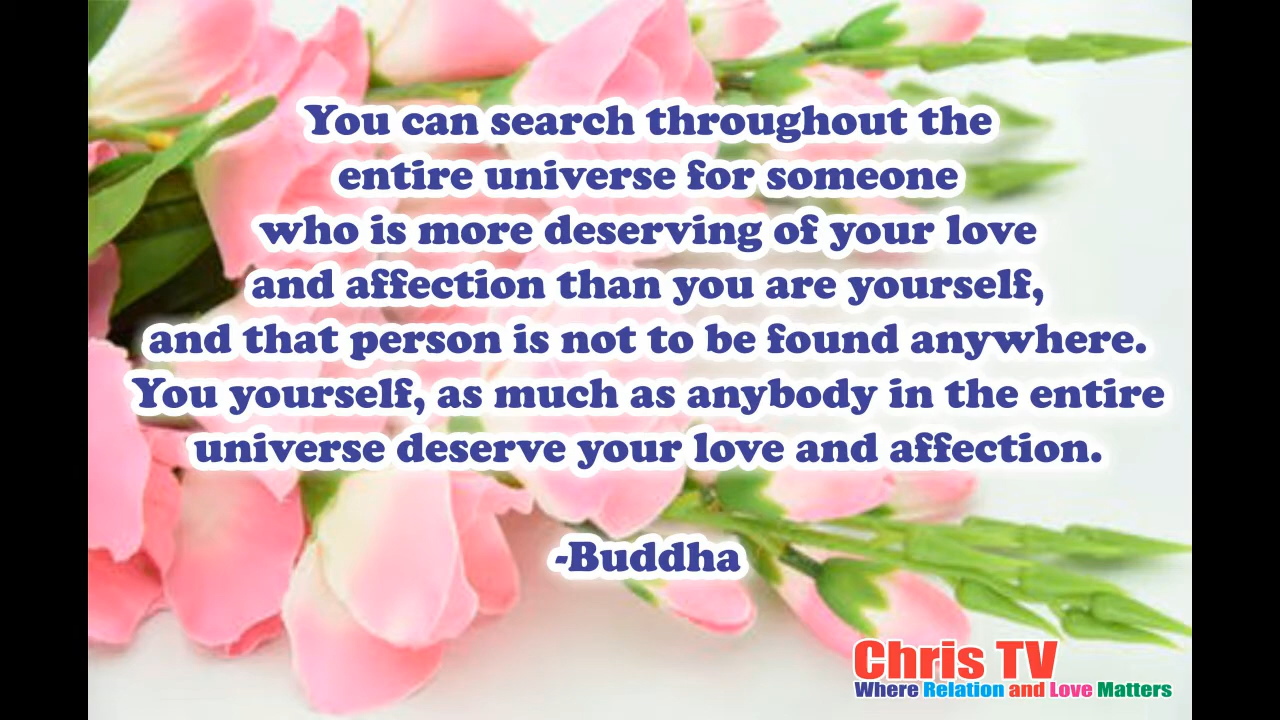 You can search throughout the
entire universe for someone
who is more deserving of your love
and affection than you are yourself,
and that person is not to be found anywhere.
You yourself, as much as anybody in the entire
universe deserve your love and affection.
-Buddha
Chris TV
Where Relation and Love Matters